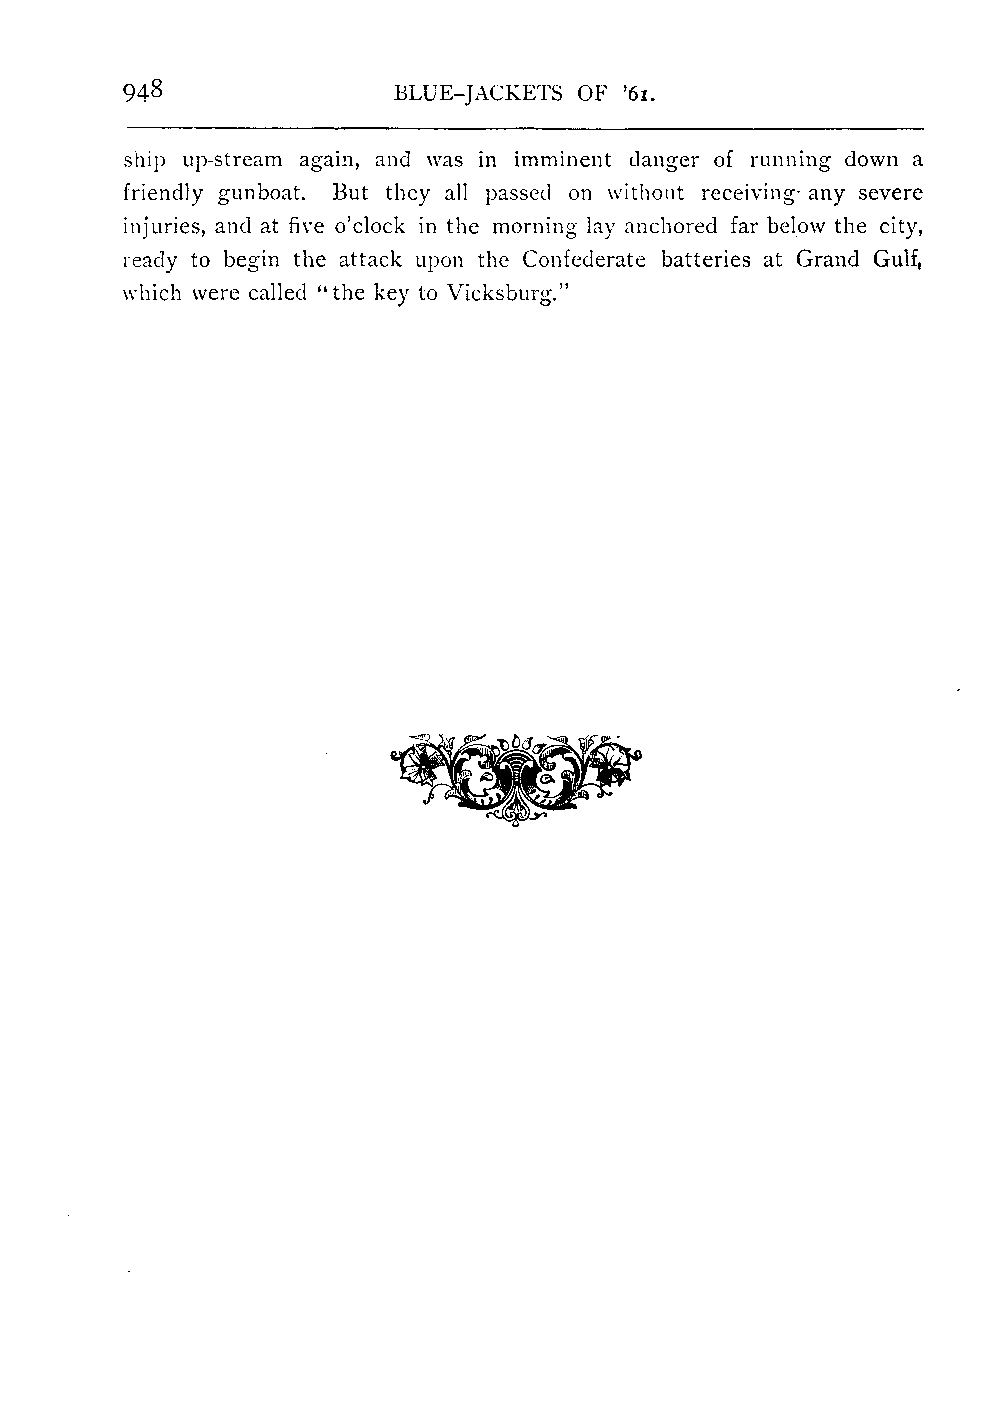 948 BLUE-JACKETS OF '61.
ship up-stream again, and was in imminent danger of running down a
friendly gunboat. But they all passed on without receiving any severe
injuries, and at five o'clock in the morning lay anchored far below the city,
ready to begin the attack upon the Confederate batteries at Grand Gulf,
which were called "the key to Vicksburg."